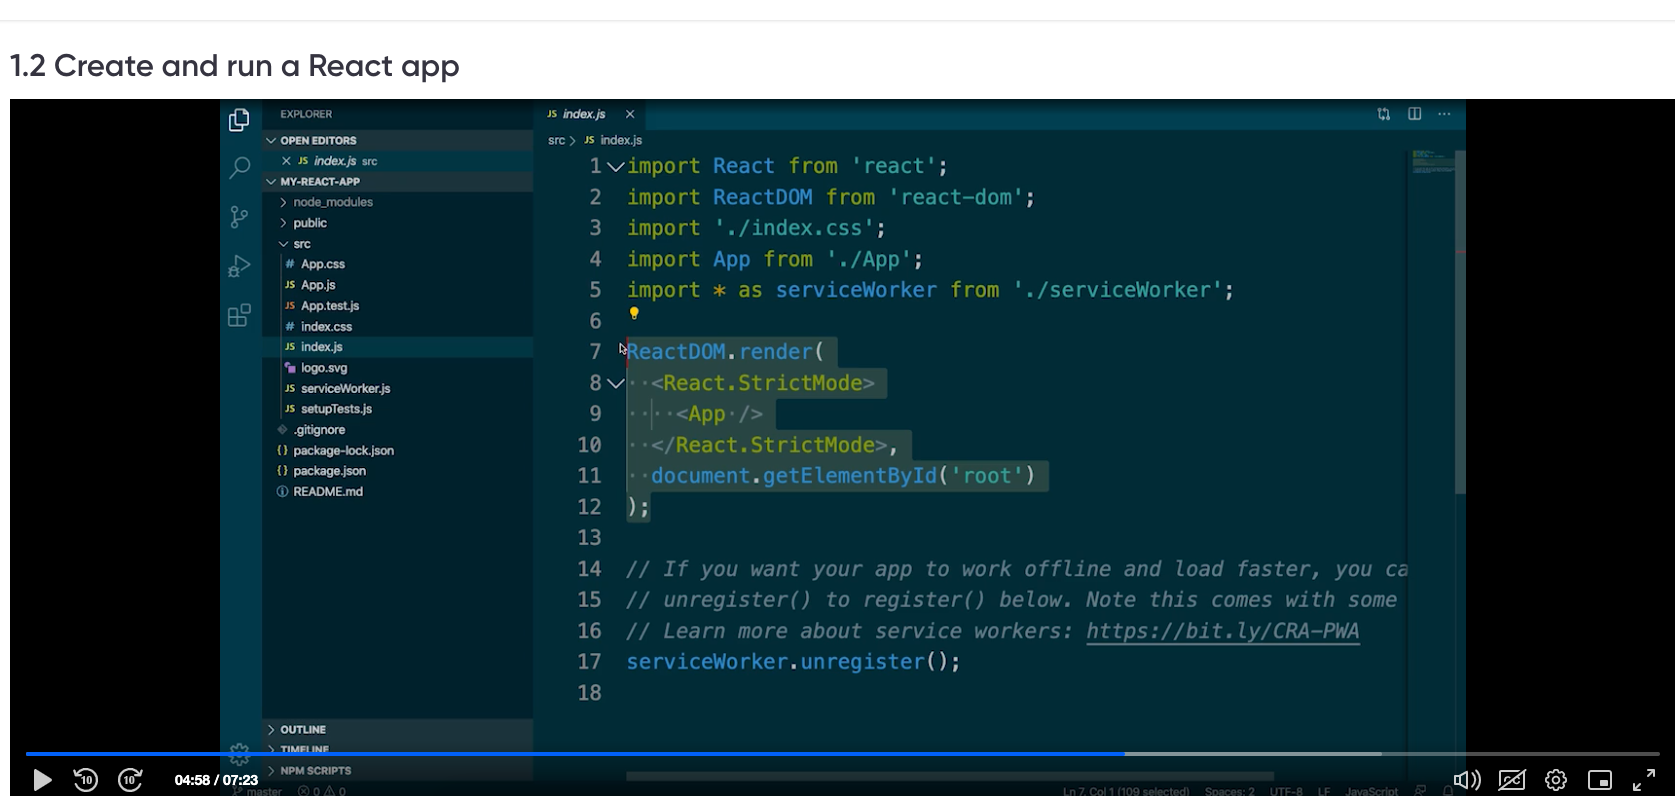 1.2 Create and run a React app
EXPLORER
OPEN EDITORS
JS index.js src
MY-REACT-APP
node_modules
public
src
# App.css
JS App.js
JS App.test.js
# index.css
JS index.js
logo.svg
JS serviceWorker.js
JS setupTests.js
.gitignore
{} package-lock.json
{} package.json
README.md
OUTLINE
TIMELINE
NPM SCRIPTS
JS index.js
src > JS index.js
1 import React from 'react';
2 import ReactDOM from 'react-dom';
3 import './index.css';
4 import App from './App';
5 import * as serviceWorker from './serviceWorker';
6
7 ReactDOM.render(
8 <React.StrictMode>
9 <App />
10 </React.StrictMode>,
11 document.getElementById('root')
12 );
13
14 // If you want your app to work offline and load faster, you ca
15 // unregister() to register() below. Note this comes with some
16 // Learn more about service workers: https://bit.ly/CRA-PWA
17 serviceWorker.unregister();
18
10 10 04:58 / 07:23
master 0 0 Ln 7, Col 1 (109 selected) Spaces: 2 UTF-8 LF JavaScript